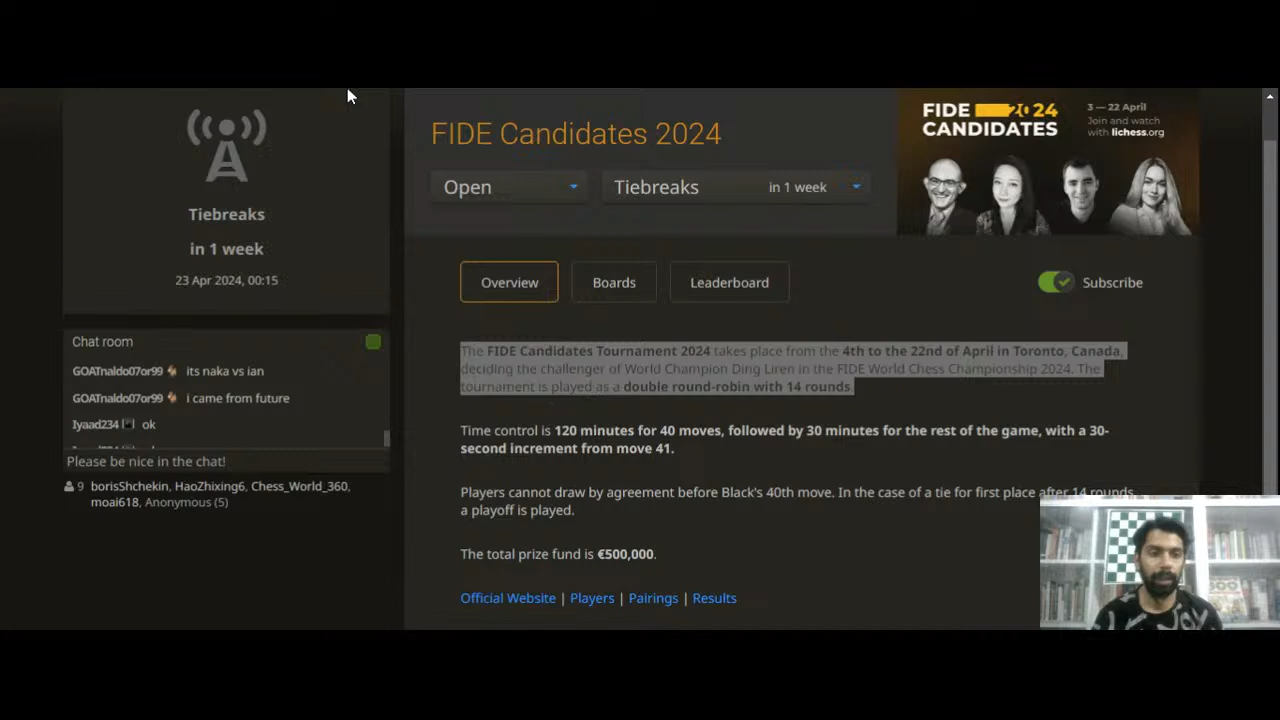 FIDE Candidates 2024
FIDE 2024
CANDIDATES
3 — 22 April
Join and watch
with lichess.org
Open
Tiebreaks in 1 week
Tiebreaks
in 1 week
23 Apr 2024, 00:15
Overview
Boards
Leaderboard
Subscribe
Chat room
GOATnaldo07or99 its naka vs ian
GOATnaldo07or99 i came from future
Iyaad234 ok
Please be nice in the chat!
9 borisShchekin, HaoZhixing6, Chess_World_360,
moai618, Anonymous (5)
The FIDE Candidates Tournament 2024 takes place from the 4th to the 22nd of April in Toronto, Canada,
deciding the challenger of World Champion Ding Liren in the FIDE World Chess Championship 2024. The
tournament is played as a double round-robin with 14 rounds.
Time control is 120 minutes for 40 moves, followed by 30 minutes for the rest of the game, with a 30-
second increment from move 41.
Players cannot draw by agreement before Black's 40th move. In the case of a tie for first place after 14 rounds,
a playoff is played.
The total prize fund is €500,000.
Official Website | Players | Pairings | Results